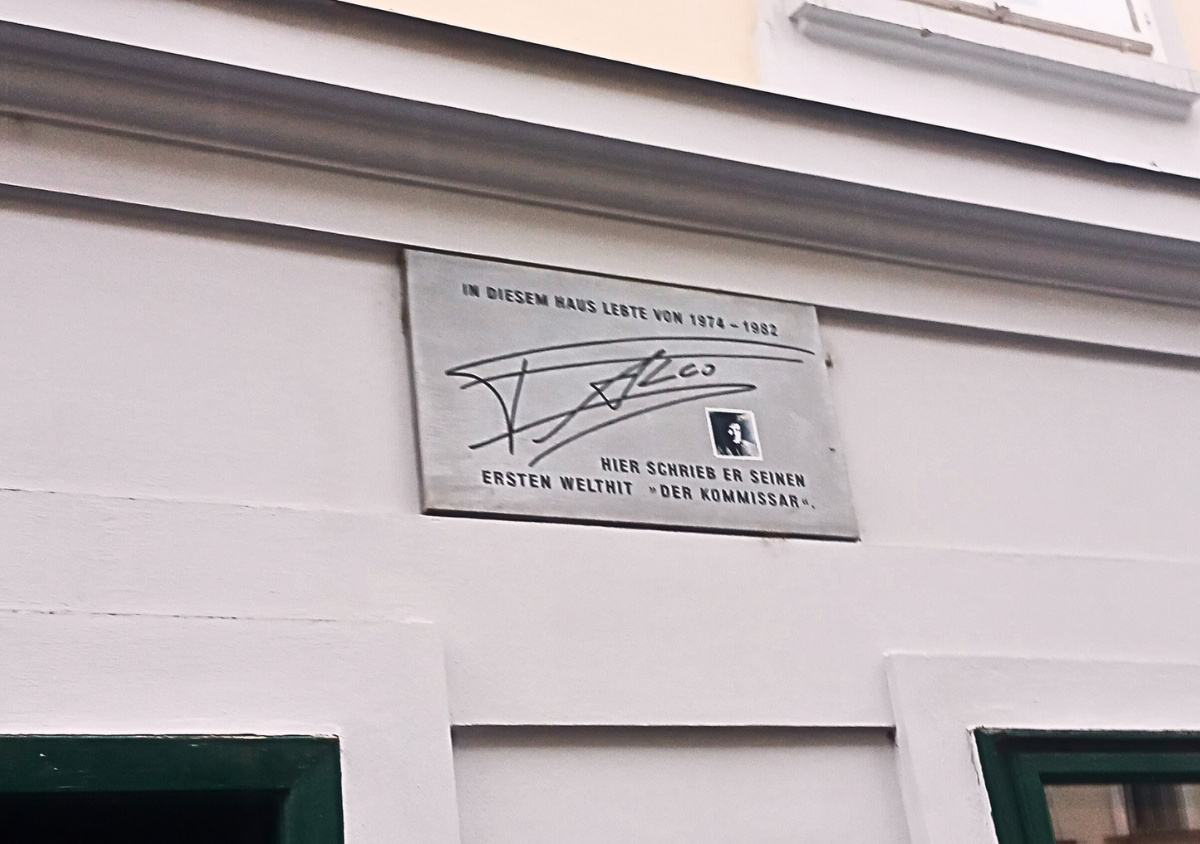 IN DIESEM HAUS LEBTE VON 1974 – 1982
FALCO
HIER SCHRIEB ER SEINEN
ERSTEN WELTHIT »DER KOMMISSAR«.